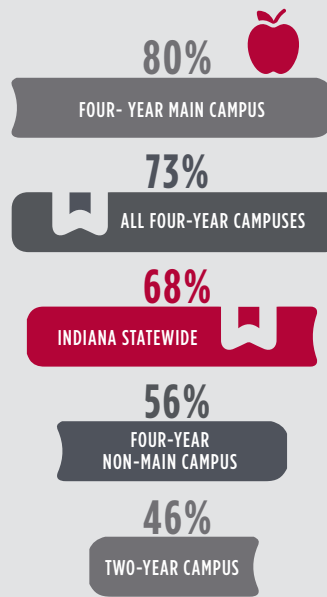 80%
FOUR- YEAR MAIN CAMPUS
73%
ALL FOUR-YEAR CAMPUSES
68%
INDIANA STATEWIDE
56%
FOUR-YEAR
NON-MAIN CAMPUS
46%
TWO-YEAR CAMPUS